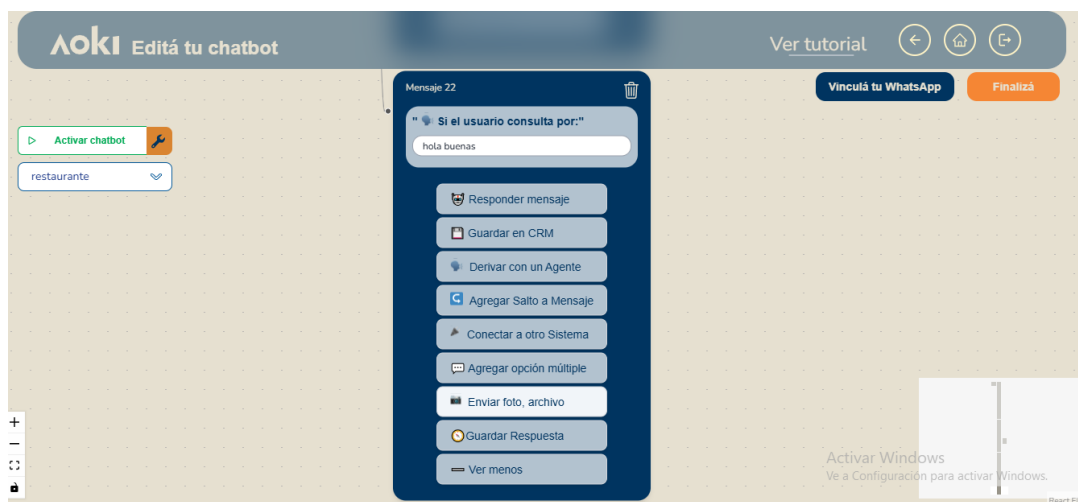 Aoki Editá tu chatbot
Ver tutorial
Mensaje 22
Vinculá tu WhatsApp
Finalizá
" Si el usuario consulta por:"
hola buenas
Activar chatbot
restaurante
Responder mensaje
Guardar en CRM
Derivar con un Agente
Agregar Salto a Mensaje
Conectar a otro Sistema
Agregar opción múltiple
Enviar foto, archivo
Guardar Respuesta
Ver menos
Activar Windows
Ve a Configuración para activar Windows.